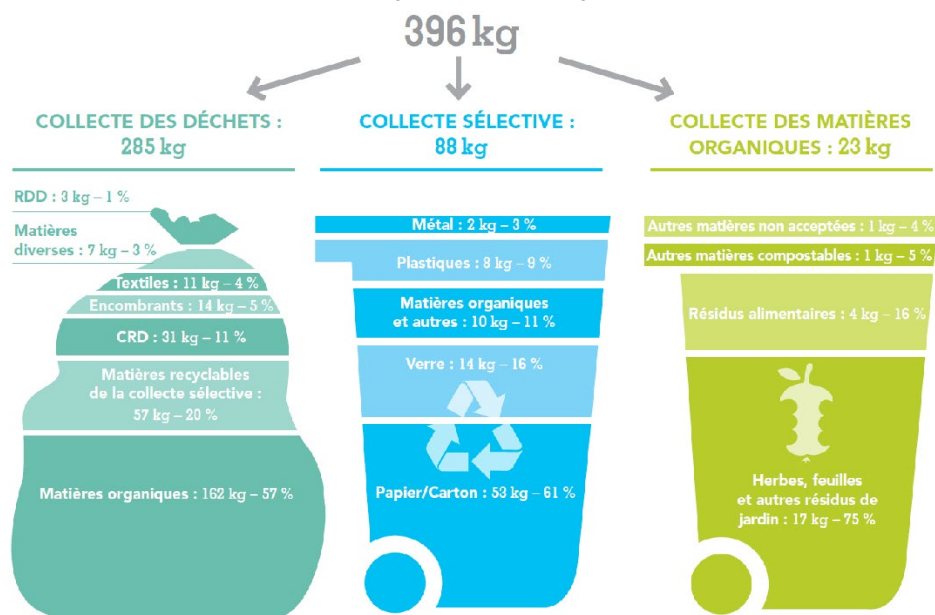 396 kg
COLLECTE DES DÉCHETS :
285 kg
RDD : 3 kg – 1 %
Matières
diverses : 7 kg – 3 %
Textiles : 11 kg – 4 %
Encombrants : 14 kg – 5 %
CRD : 31 kg – 11 %
Matières recyclables
de la collecte sélective :
57 kg – 20 %
Matières organiques : 162 kg – 57 %
COLLECTE SÉLECTIVE :
88 kg
Métal : 2 kg – 3 %
Plastiques : 8 kg – 9 %
Matières organiques
et autres : 10 kg – 11 %
Verre : 14 kg – 16 %
Papier/Carton : 53 kg – 61 %
COLLECTE DES MATIÈRES
ORGANIQUES : 23 kg
Autres matières non acceptées : 1 kg – 4 %
Autres matières compostables : 1 kg – 5 %
Résidus alimentaires : 4 kg – 16 %
Herbes, feuilles
et autres résidus de
jardin : 17 kg – 75 %